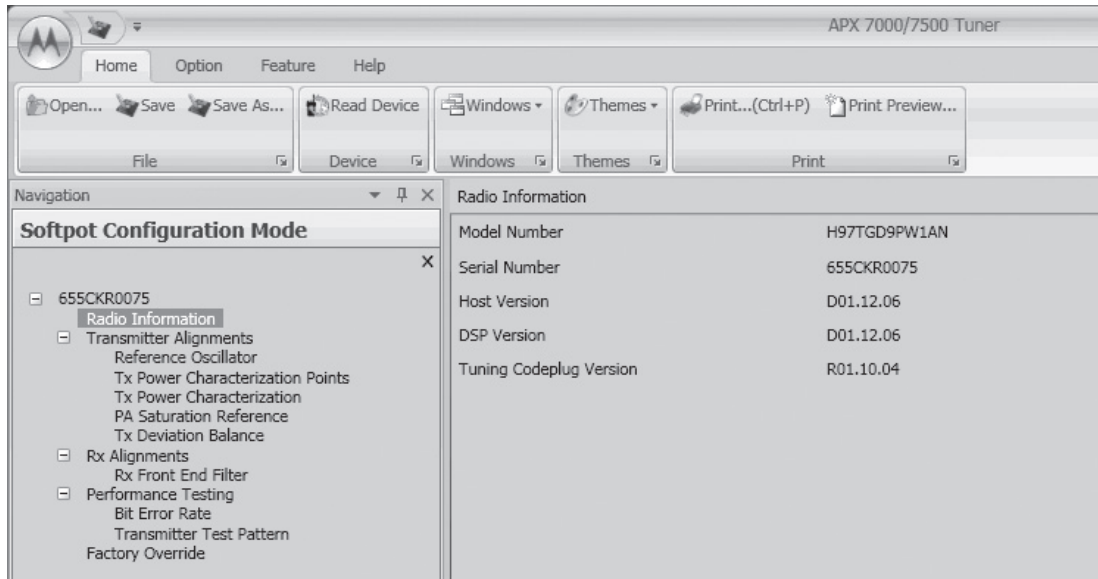 APX 7000/7500 Tuner
Home Option Feature Help
Open... Save Save As... Read Device Windows Themes Print...(Ctrl+P) Print Preview...
File Device Windows Themes Print
Navigation
Softpot Configuration Mode
655CKR0075
Radio Information
Transmitter Alignments
Reference Oscillator
Tx Power Characterization Points
Tx Power Characterization
PA Saturation Reference
Tx Deviation Balance
Rx Alignments
Rx Front End Filter
Performance Testing
Bit Error Rate
Transmitter Test Pattern
Factory Override
Radio Information
Model Number H97TGD9PW1AN
Serial Number 655CKR0075
Host Version D01.12.06
DSP Version D01.12.06
Tuning Codeplug Version R01.10.04